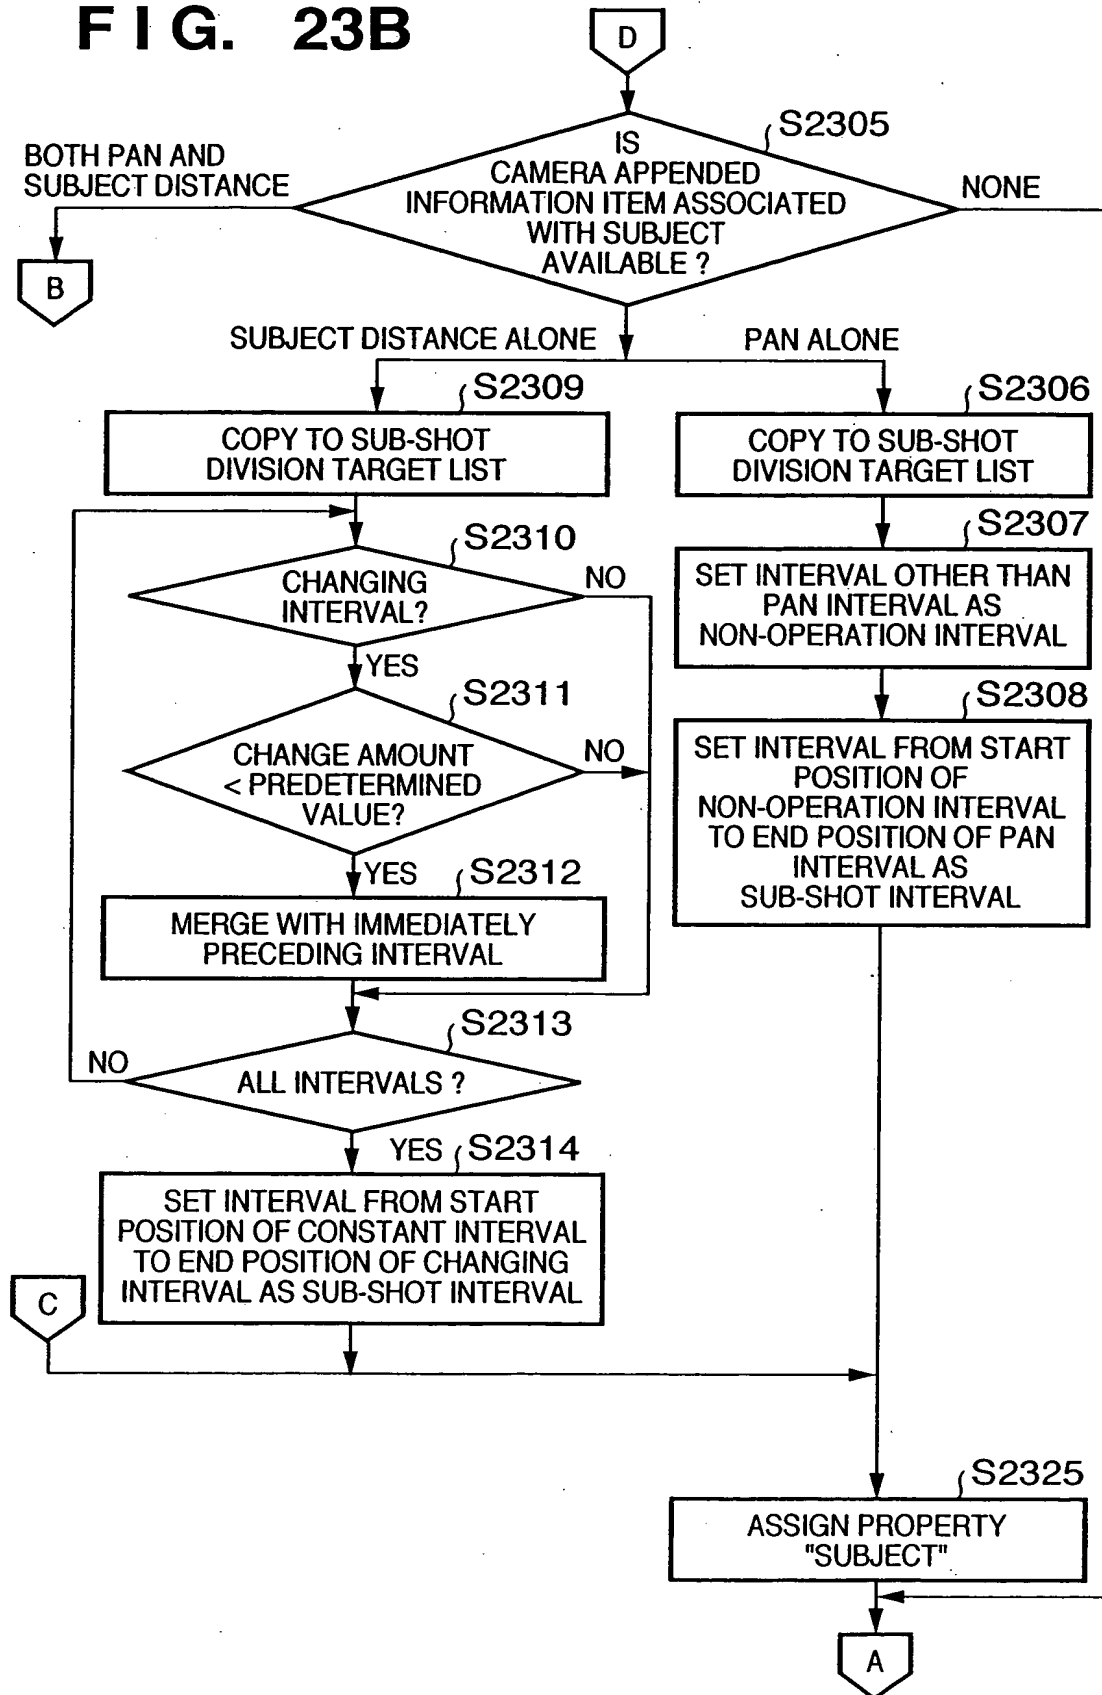 FIG. 23B
D
S2305
IS
CAMERA APPENDED
INFORMATION ITEM ASSOCIATED
WITH SUBJECT
AVAILABLE ?
BOTH PAN AND
SUBJECT DISTANCE
NONE
B
SUBJECT DISTANCE ALONE
PAN ALONE
S2309
COPY TO SUB-SHOT
DIVISION TARGET LIST
S2306
COPY TO SUB-SHOT
DIVISION TARGET LIST
S2310
CHANGING
INTERVAL?
NO
YES
S2307
SET INTERVAL OTHER THAN
PAN INTERVAL AS
NON-OPERATION INTERVAL
S2311
CHANGE AMOUNT
< PREDETERMINED
VALUE?
NO
YES
S2308
SET INTERVAL FROM START
POSITION OF
NON-OPERATION INTERVAL
TO END POSITION OF PAN
INTERVAL AS
SUB-SHOT INTERVAL
S2312
MERGE WITH IMMEDIATELY
PRECEDING INTERVAL
S2313
ALL INTERVALS ?
NO
YES
S2314
SET INTERVAL FROM START
POSITION OF CONSTANT INTERVAL
TO END POSITION OF CHANGING
INTERVAL AS SUB-SHOT INTERVAL
C
S2325
ASSIGN PROPERTY
"SUBJECT"
A